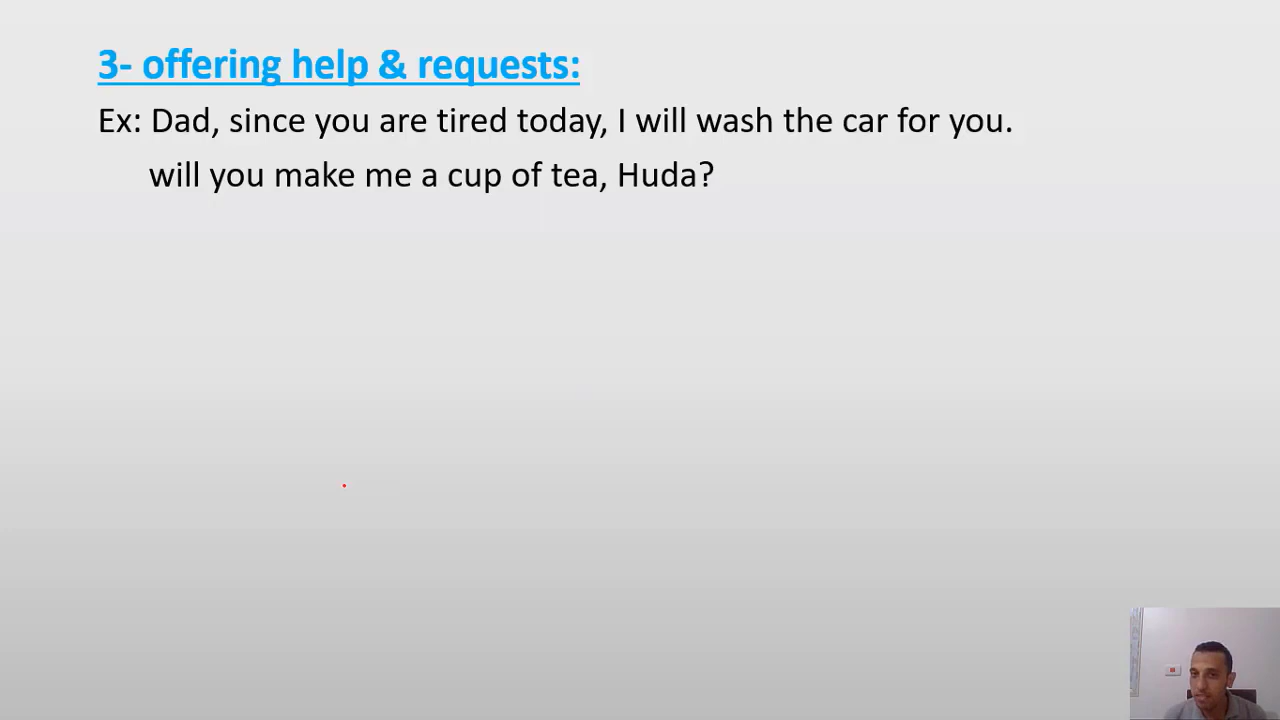 3- offering help & requests:
Ex: Dad, since you are tired today, I will wash the car for you.
will you make me a cup of tea, Huda?